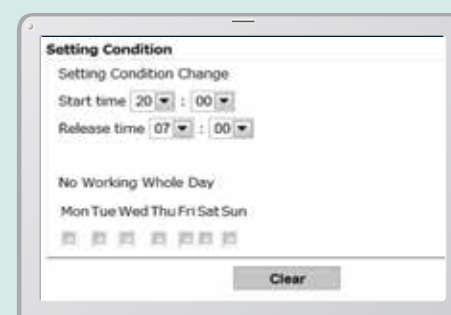 Setting Condition
Setting Condition Change
Start time 20 : 00
Release time 07 : 00
No Working Whole Day
Mon Tue Wed Thu Fri Sat Sun
Clear